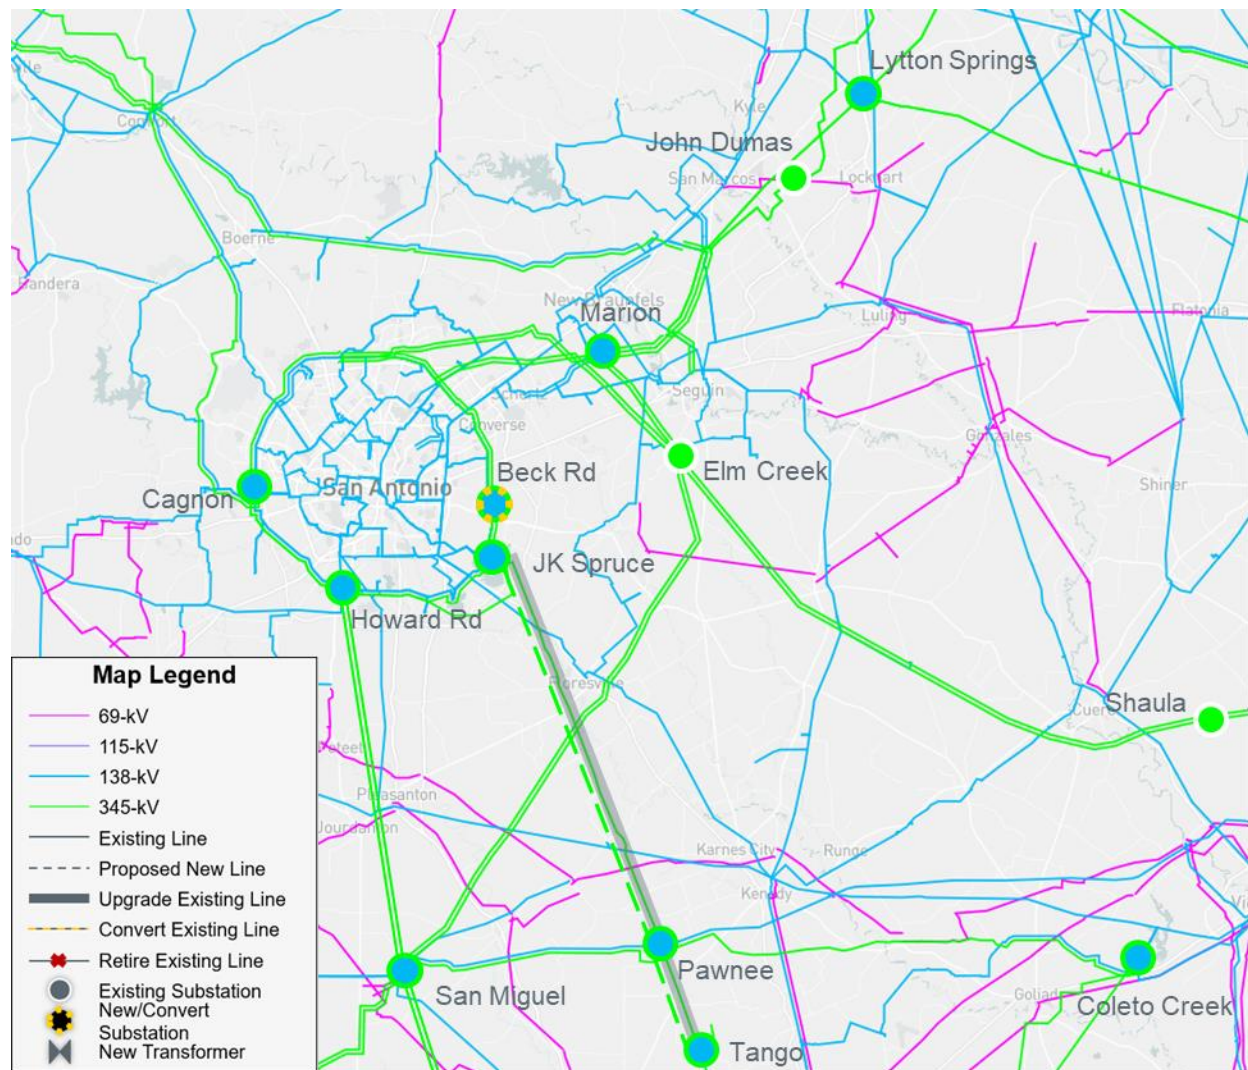 Lytton Springs
Kyle
John Dumas
San Marcos
Lockhart
Comfort
Boerne
Bandera
New Braunfels
Marion
Luling
Flatonia
Seguin
Schertz
Converse
Gonzales
Elm Creek
Beck Rd
San Antonio
Cagnon
Shiner
ndo
JK Spruce
Howard Rd
Floresville
Shaula
Cuero
Map Legend
69-kV
115-kV
138-kV
345-kV
Existing Line
Proposed New Line
Upgrade Existing Line
Convert Existing Line
Retire Existing Line
Existing Substation
New/Convert
Substation
New Transformer
Poteet
Pleasanton
Jourdanton
Karnes City
Runge
Kenedy
Vi
Pawnee
San Miguel
Goliad
Coleto Creek
Tango